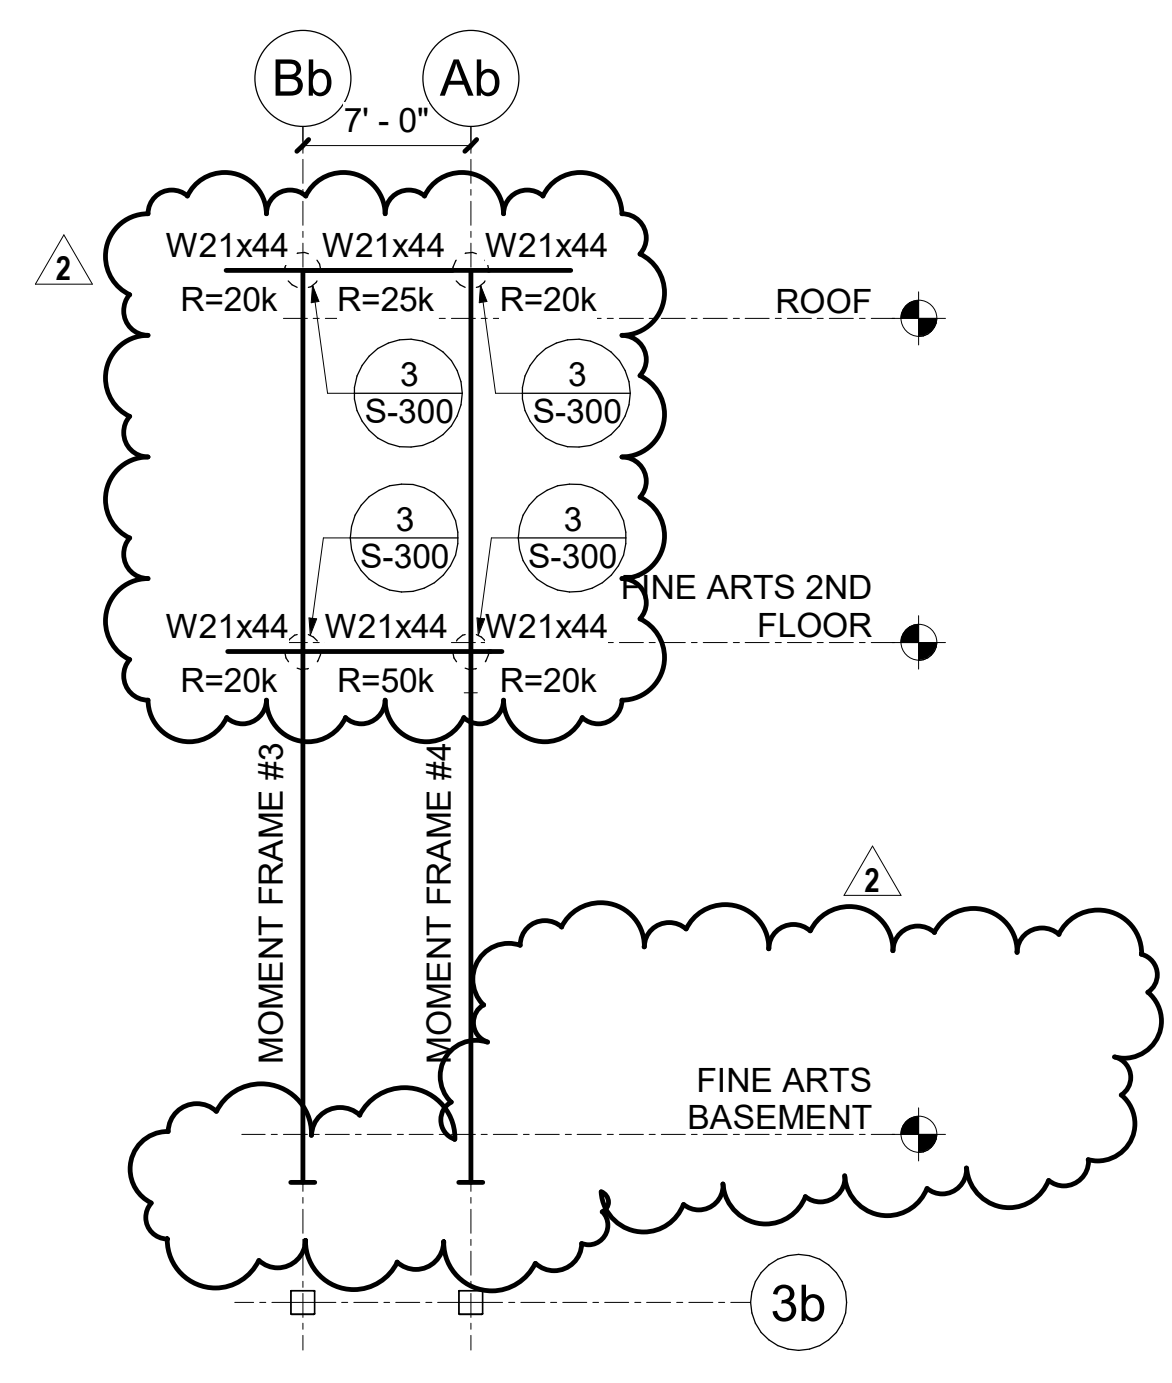 Bb
Ab
7' - 0"
W21x44 W21x44 W21x44
2
R=20k R=25k R=20k
ROOF
3
S-300
3
S-300
3
S-300
3
S-300
FINE ARTS 2ND
FLOOR
W21x44 W21x44 W21x44
R=20k R=50k R=20k
MOMENT FRAME #3
MOMENT FRAME #4
2
FINE ARTS
BASEMENT
3b